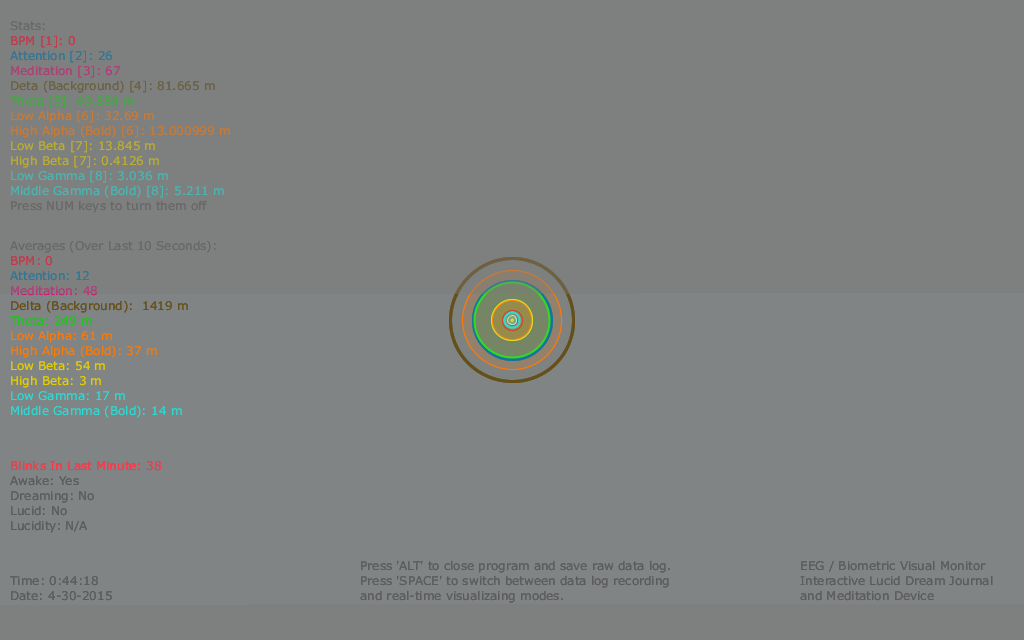 Stats:
BPM [1]: 0
Attention [2]: 26
Meditation [3]: 67
Deta (Background) [4]: 81.665 m
Theta [5]:
Low Alpha [6]: 32.69 m
High Alpha (Bold) [6]: 13.000999 m
Low Beta [7]: 13.845 m
High Beta [7]: 0.4126 m
Low Gamma [8]: 3.036 m
Middle Gamma (Bold) [8]: 5.211 m
Press NUM keys to turn them off
Averages (Over Last 10 Seconds):
BPM: 0
Attention: 12
Meditation: 48
Delta (Background): 1419 m
Theta: 249 m
Low Alpha: 61 m
High Alpha (Bold): 37 m
Low Beta: 54 m
High Beta: 3 m
Low Gamma: 17 m
Middle Gamma (Bold): 14 m
Blinks In Last Minute: 38
Awake: Yes
Dreaming: No
Lucid: No
Lucidity: N/A
Time: 0:44:18
Date: 4-30-2015
Press 'ALT' to close program and save raw data log.
Press 'SPACE' to switch between data log recording
and real-time visualizaing modes.
EEG / Biometric Visual Monitor
Interactive Lucid Dream Journal
and Meditation Device